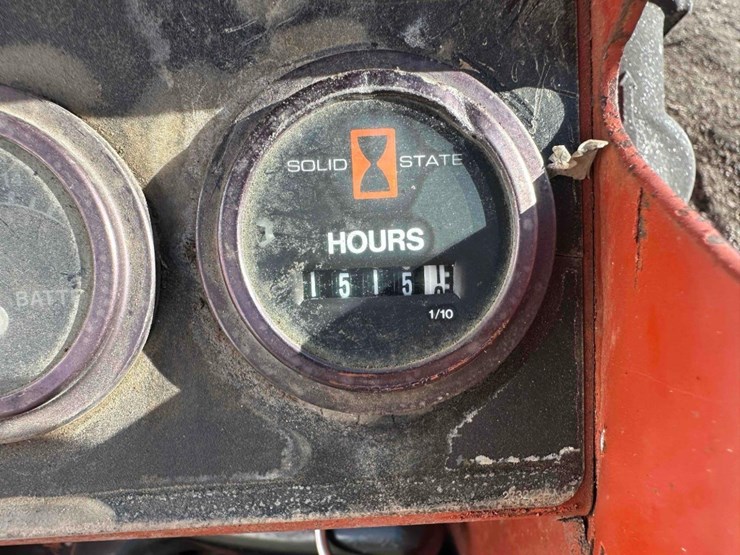 SOLID STATE
HOURS
1515
1/10
BATT